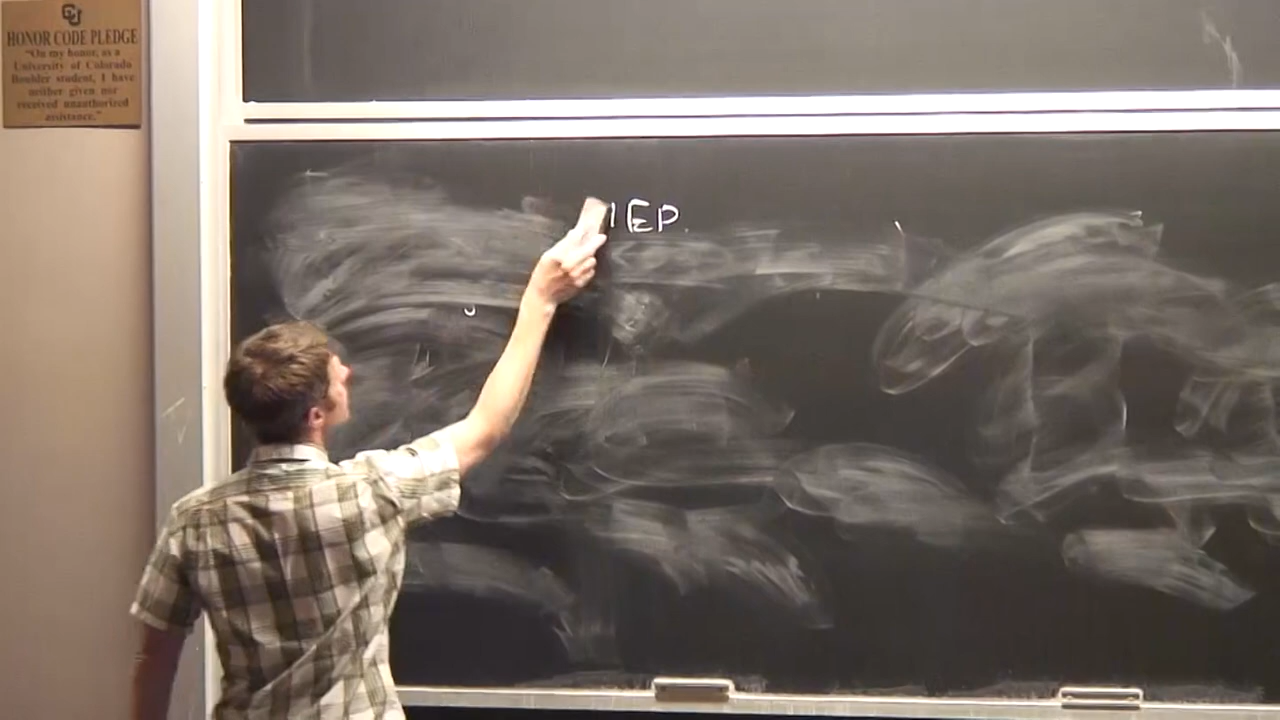 CU
HONOR CODE PLEDGE
"On my honor, as a
University of Colorado
Boulder student, I have
neither given nor
received unauthorized
assistance."
EP.